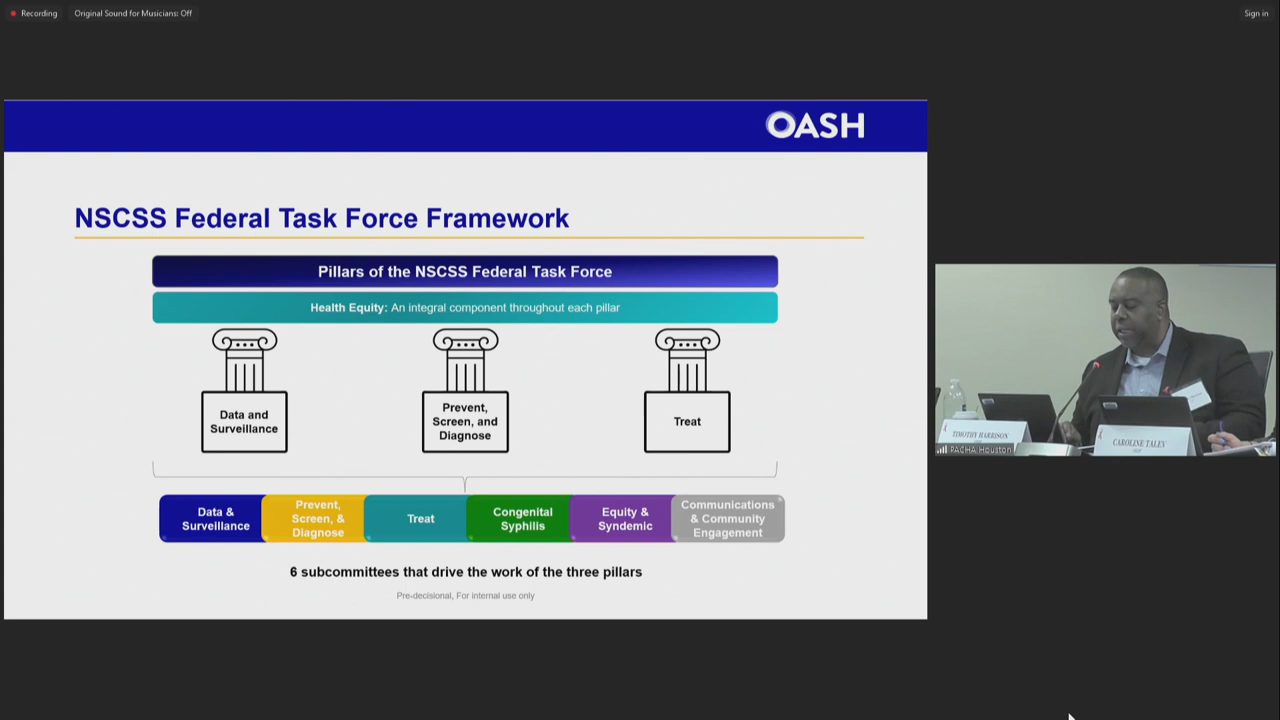 Recording
Original Sound for Musicians: Off
Sign in
OASH
NSCSS Federal Task Force Framework
Pillars of the NSCSS Federal Task Force
Health Equity: An integral component throughout each pillar
Data and
Surveillance
Prevent,
Screen, and
Diagnose
Treat
Data &
Surveillance
Prevent,
Screen, &
Diagnose
Treat
Congenital
Syphilis
Equity &
Syndemic
Communications
& Community
Engagement
6 subcommittees that drive the work of the three pillars
Pre-decisional, For internal use only
TIMOTHY HARRISON
CAROLINE TALEV
PACHA Houston